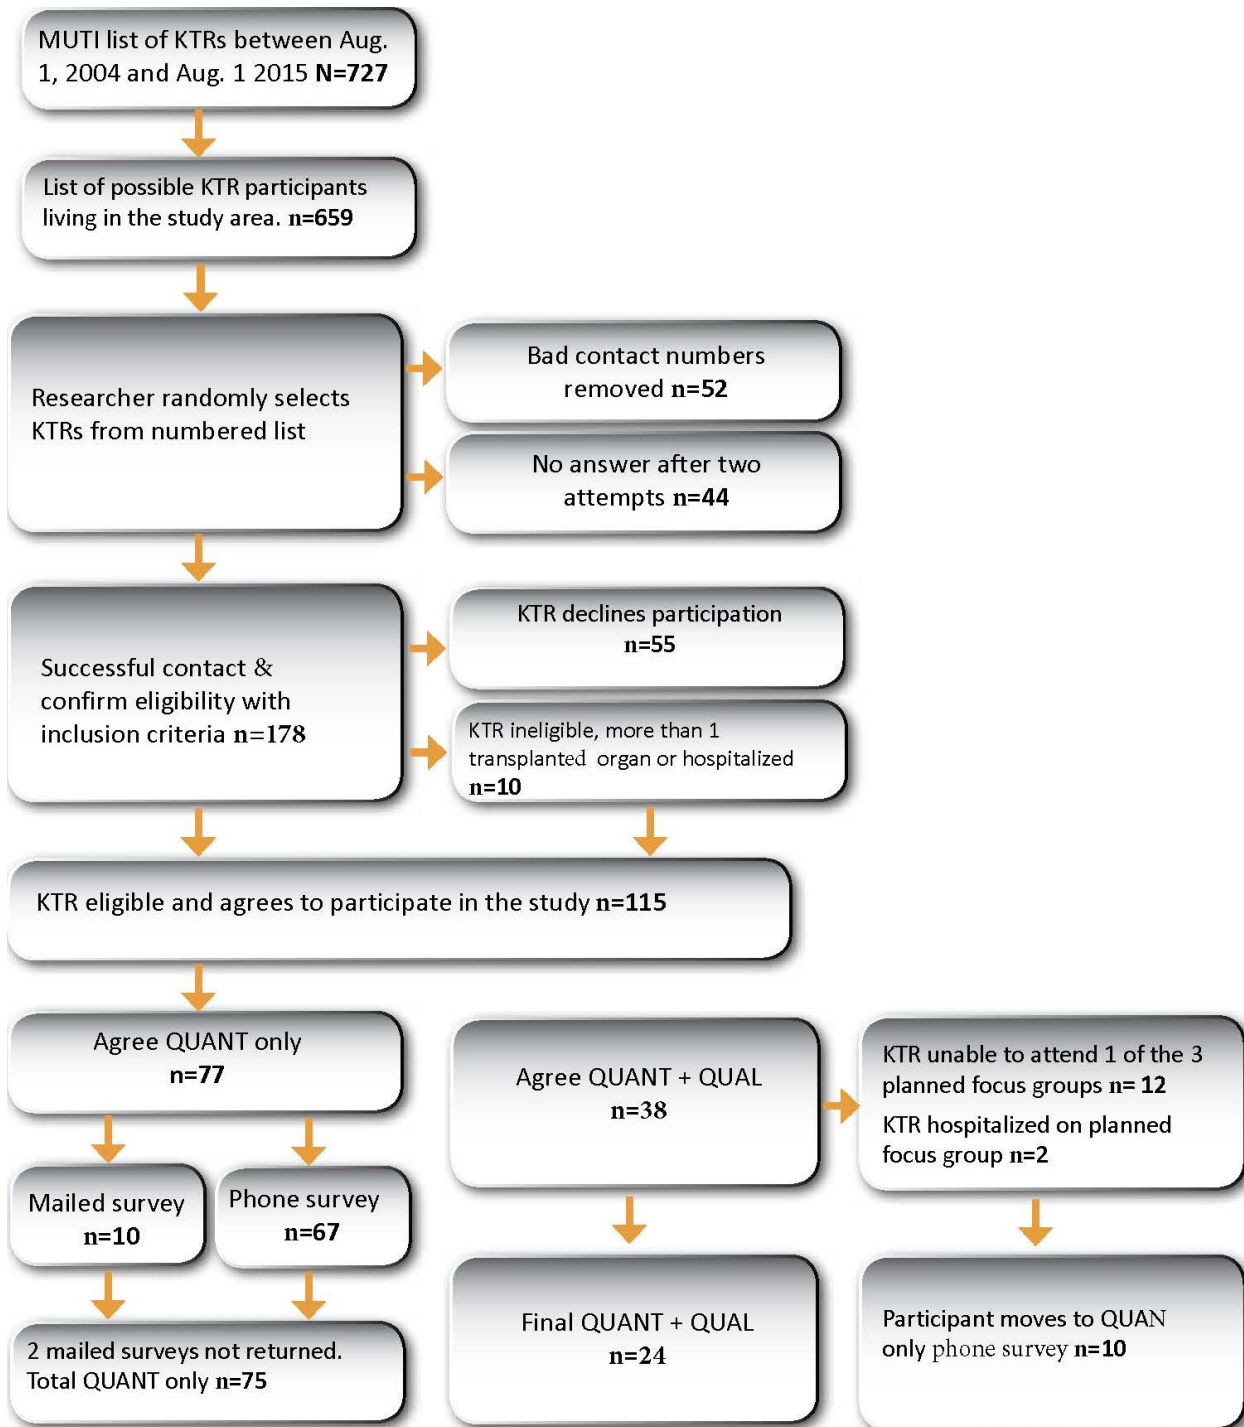 MUTI list of KTRs between Aug.
1, 2004 and Aug. 1 2015 N=727
List of possible KTR participants
living in the study area. n=659
Researcher randomly selects
KTRs from numbered list
Bad contact numbers
removed n=52
No answer after two
attempts n=44
Successful contact &
confirm eligibility with
inclusion criteria n=178
KTR declines participation
n=55
KTR ineligible, more than 1
transplanted organ or hospitalized
n=10
KTR eligible and agrees to participate in the study n=115
Agree QUANT only
n=77
Agree QUANT + QUAL
n=38
KTR unable to attend 1 of the 3
planned focus groups n= 12
KTR hospitalized on planned
focus group n=2
Mailed survey
n=10
Phone survey
n=67
2 mailed surveys not returned.
Total QUANT only n=75
Final QUANT + QUAL
n=24
Participant moves to QUAN
only phone survey n=10